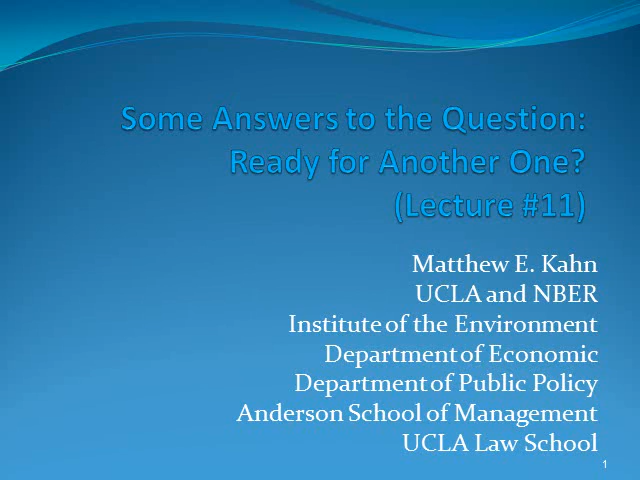 Some Answers to the Question:
Ready for Another One?
(Lecture #11)
Matthew E. Kahn
UCLA and NBER
Institute of the Environment
Department of Economic
Department of Public Policy
Anderson School of Management
UCLA Law School
1